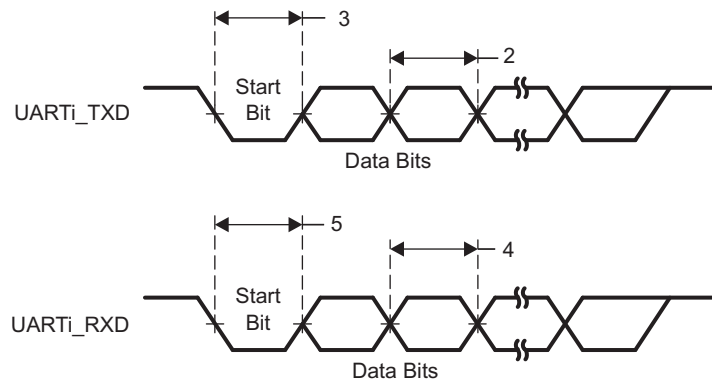 3
2
Start
Bit
UARTi_TXD
Data Bits
5
4
Start
Bit
UARTi_RXD
Data Bits